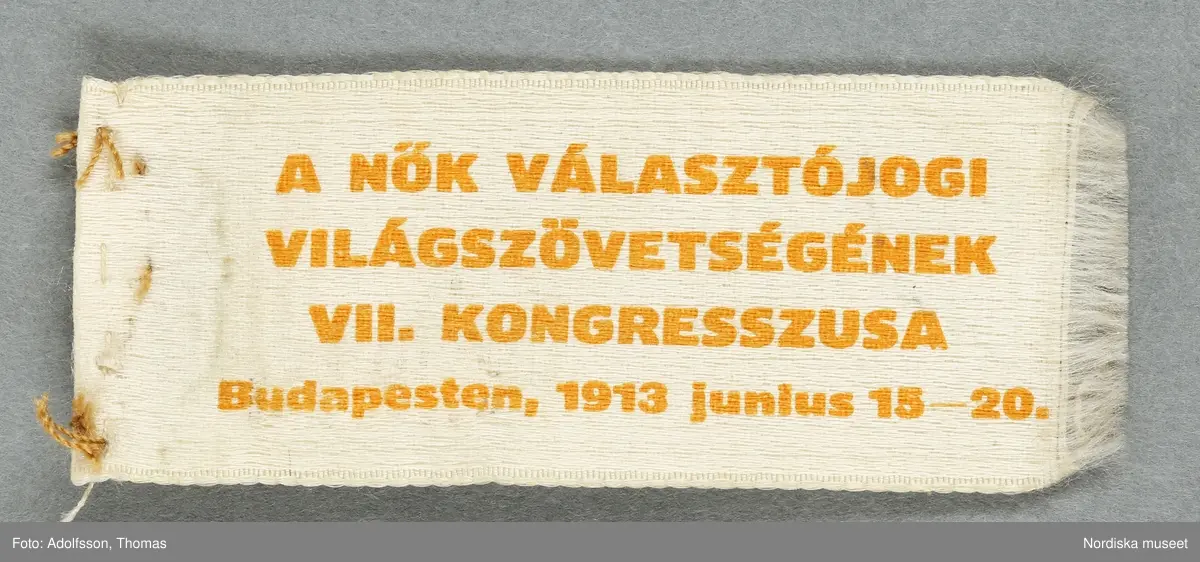 A NŐK VÁLASZTÓJOGI
VILÁGSZÖVETSÉGÉNEK
VII. KONGRESSZUSA
Budapesten, 1913 junius 15—20.
Foto: Adolfsson, Thomas
Nordiska museet